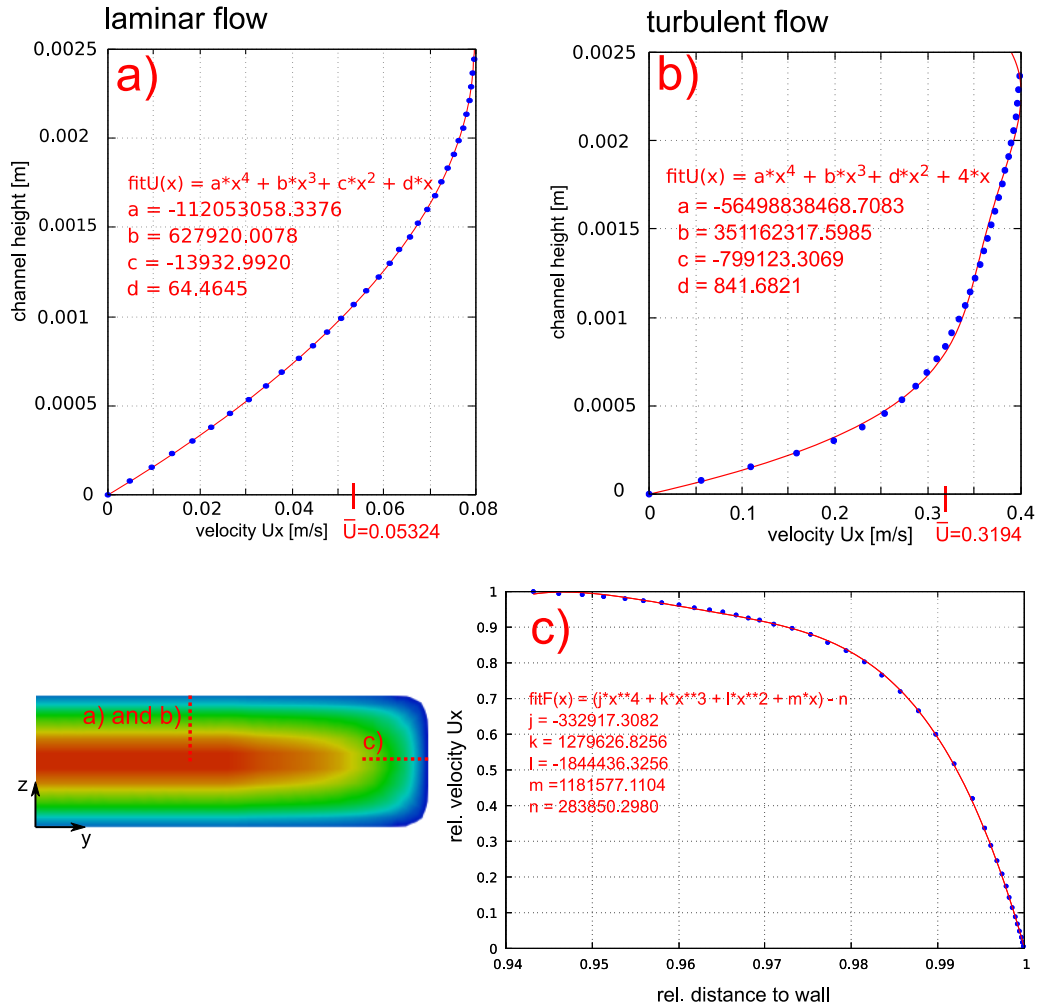 laminar flow
a)
0.0025
0.002
0.0015
0.001
0.0005
0
channel height [m]
fitU(x) = a*x⁴ + b*x³+ c*x² + d*x
a = -112053058.3376
b = 627920.0078
c = -13932.9920
d = 64.4645
0 0.02 0.04 0.06 0.08
velocity Ux [m/s]
U̅=0.05324
turbulent flow
b)
0.0025
0.002
0.0015
0.001
0.0005
0
channel height [m]
fitU(x) = a*x⁴ + b*x³+ d*x² + 4*x
a = -56498838468.7083
b = 351162317.5985
c = -799123.3069
d = 841.6821
0 0.1 0.2 0.3 0.4
velocity Ux [m/s]
U̅=0.3194
a) and b)
c)
z
y
c)
1
0.9
0.8
0.7
0.6
0.5
0.4
0.3
0.2
0.1
0
rel. velocity Ux
fitF(x) = (j*x**4 + k*x**3 + l*x**2 + m*x) - n
j = -332917.3082
k = 1279626.8256
l = -1844436.3256
m =1181577.1104
n = 283850.2980
0.94 0.95 0.96 0.97 0.98 0.99 1
rel. distance to wall